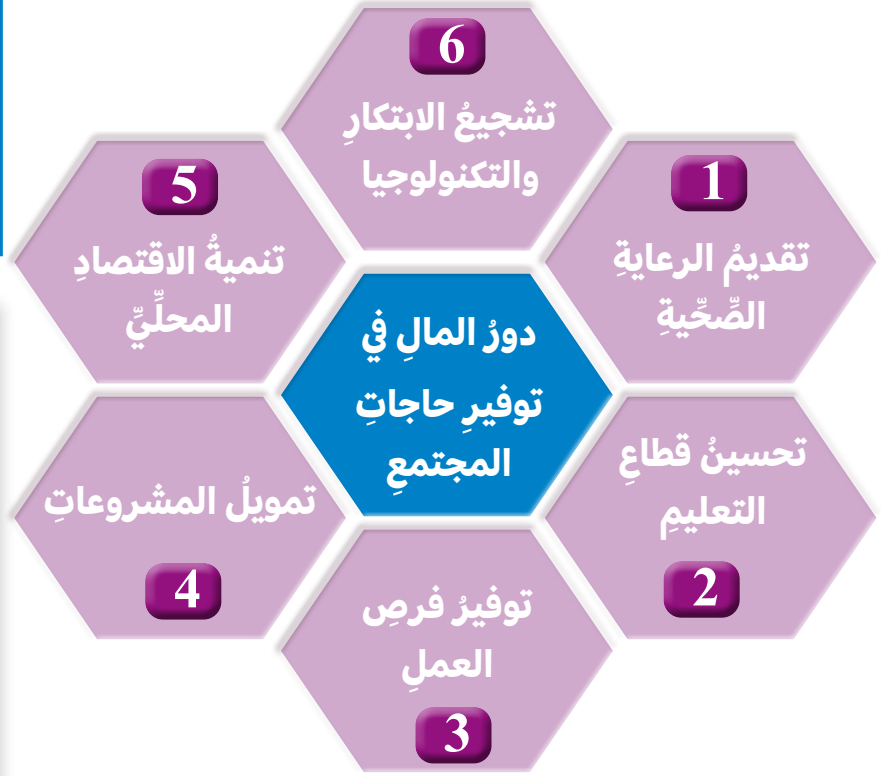 دورُ المالِ في
توفيرِ حاجاتِ
المجتمعِ
1
تقديمُ الرعايةِ
الصِّحِّيةِ
تحسينُ قطاعِ
التعليمِ
2
توفيرُ فرصِ
العملِ
3
تمويلُ المشروعاتِ
4
5
تنميةُ الاقتصادِ
المحلِّيِّ
6
تشجيعُ الابتكارِ
والتكنولوجيا